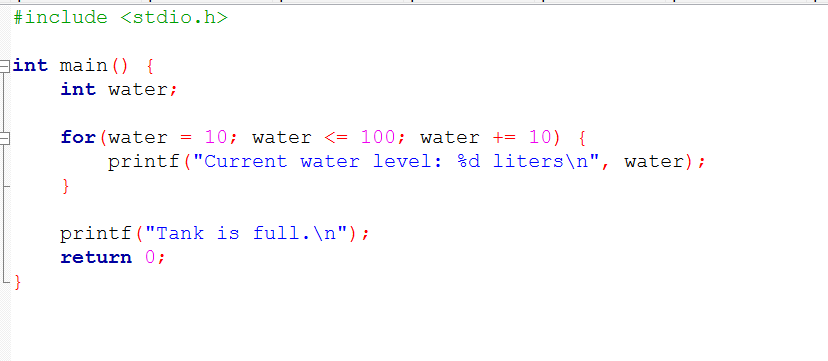 #include <stdio.h>

int main() {
    int water;

    for(water = 10; water <= 100; water += 10) {
        printf("Current water level: %d liters\n", water);
    }

    printf("Tank is full.\n");
    return 0;
}